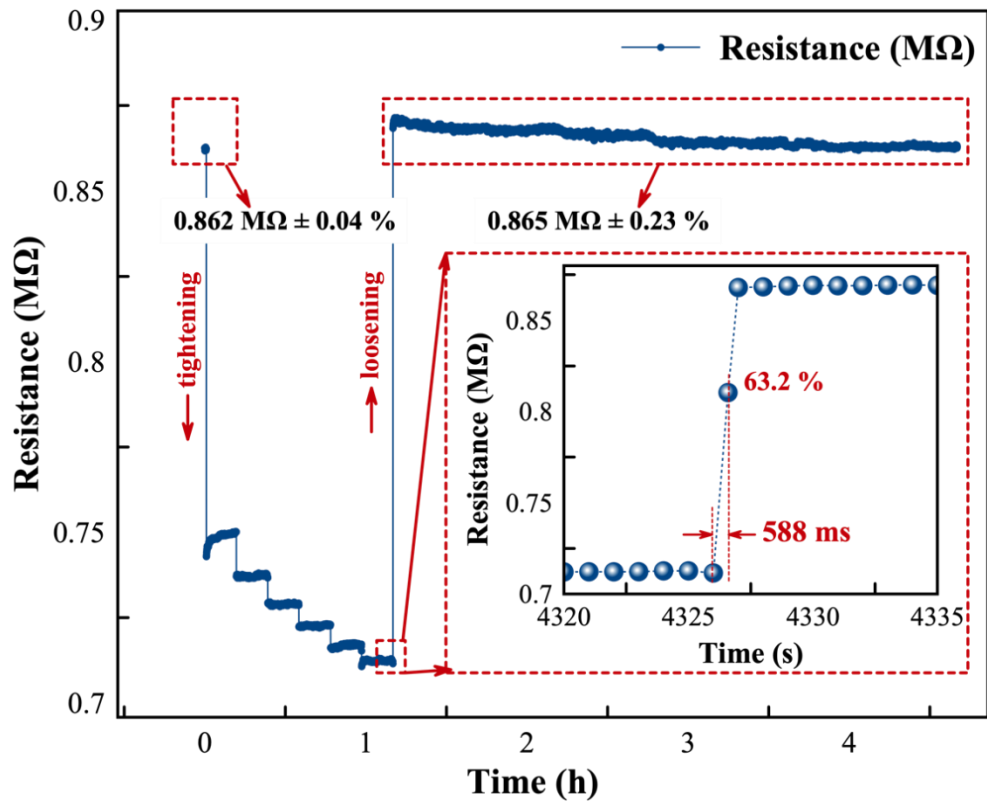 0.9
Resistance (MΩ)
0.85
0.862 MΩ ± 0.04 %
0.865 MΩ ± 0.23 %
Resistance (MΩ)
0.8
tightening
loosening
0.75
0.7
0 1 2 3 4
Time (h)
Resistance (MΩ)
0.85
63.2 %
0.8
0.75
588 ms
0.7
4320 4325 4330 4335
Time (s)